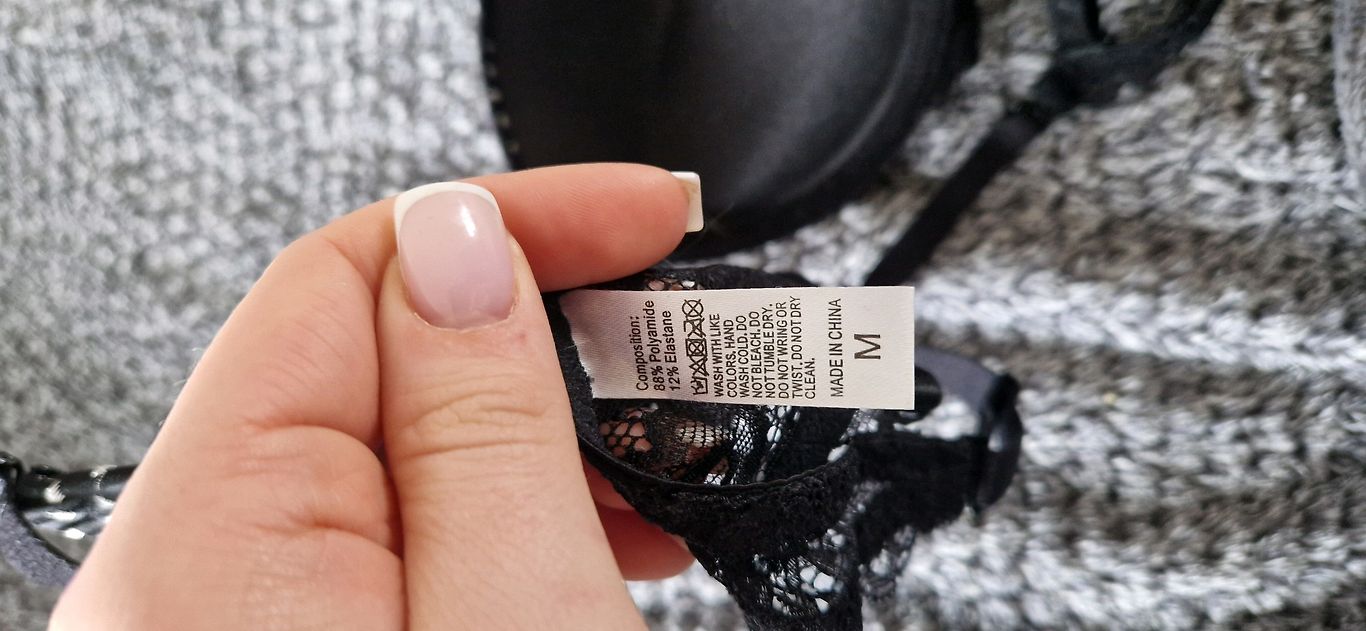 Composition:
88% Polyamide
12% Elastane
WASH WITH LIKE
COLORS. HAND
WASH COLD. DO
NOT BLEACH. DO
NOT TUMBLE DRY.
DO NOT WRING OR
TWIST. DO NOT DRY
CLEAN.
MADE IN CHINA
M